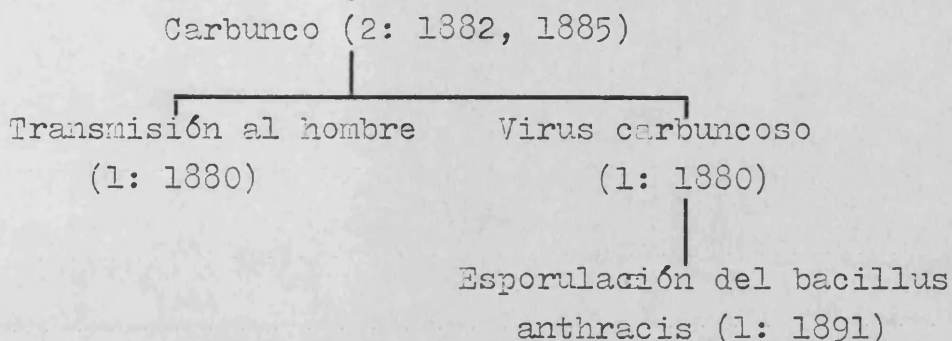 Carbunco (2: 1882, 1885)
Transmisión al hombre
(1: 1880)
Virus carbuncoso
(1: 1880)
Esporulación del bacillus
anthracis (1: 1891)